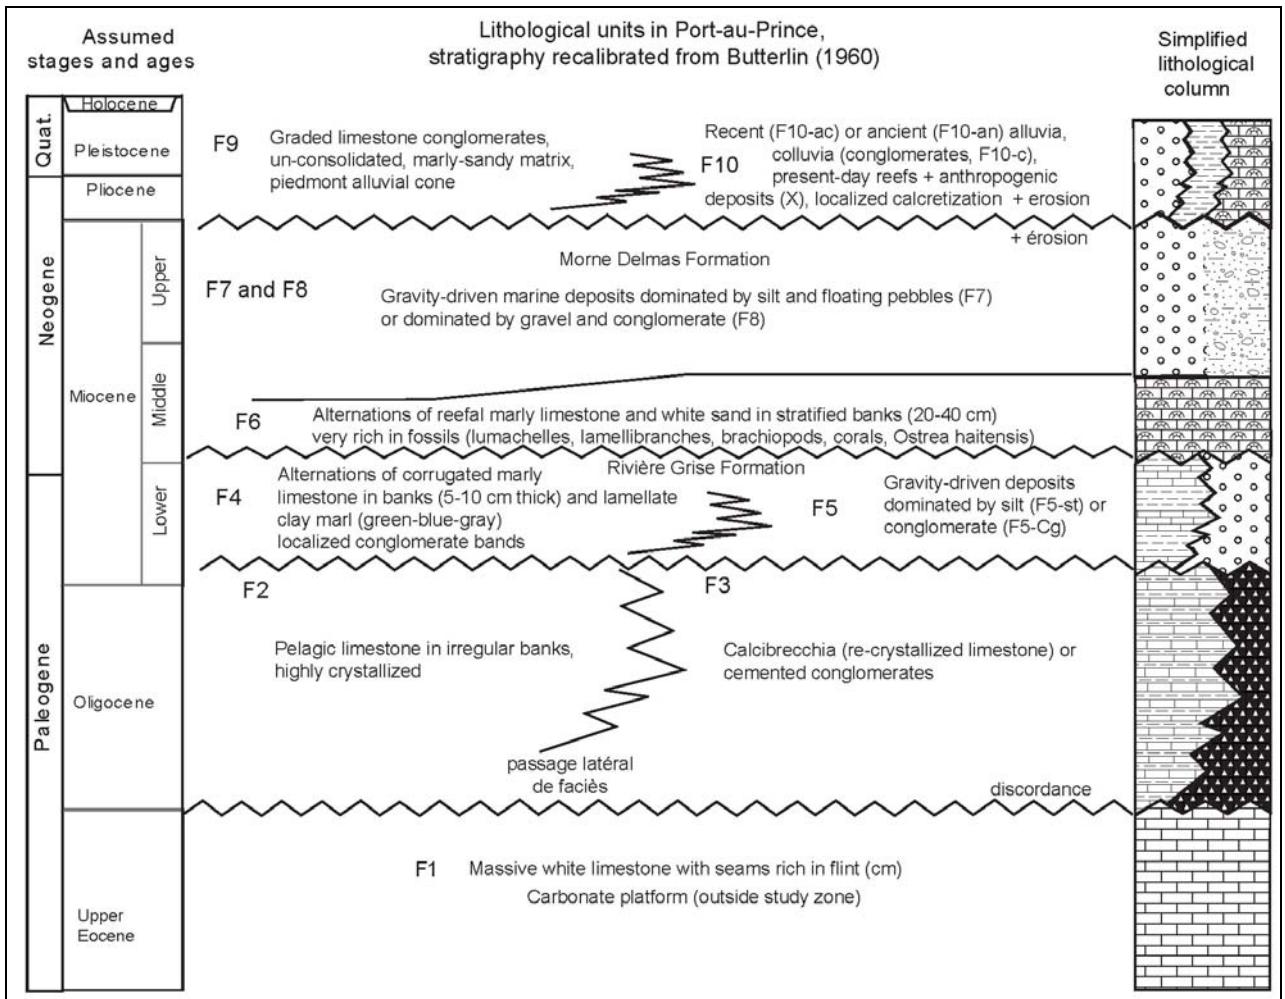 Assumed
stages and ages
Lithological units in Port-au-Prince,
stratigraphy recalibrated from Butterlin (1960)
Simplified
lithological
column
Quat.
Neogene
Paleogene
Holocene
Pleistocene
Pliocene
Miocene
Upper
Middle
Lower
Oligocene
Upper
Eocene
F9
Graded limestone conglomerates,
un-consolidated, marly-sandy matrix,
piedmont alluvial cone
F10
Recent (F10-ac) or ancient (F10-an) alluvia,
colluvia (conglomerates, F10-c),
present-day reefs + anthropogenic
deposits (X), localized calcretization + erosion
+ érosion
Morne Delmas Formation
F7 and F8
Gravity-driven marine deposits dominated by silt and floating pebbles (F7)
or dominated by gravel and conglomerate (F8)
F6
Alternations of reefal marly limestone and white sand in stratified banks (20-40 cm)
very rich in fossils (lumachelles, lamellibranches, brachiopods, corals, Ostrea haitensis)
Rivière Grise Formation
F4
Alternations of corrugated marly
limestone in banks (5-10 cm thick) and lamellate
clay marl (green-blue-gray)
localized conglomerate bands
F5
Gravity-driven deposits
dominated by silt (F5-st) or
conglomerate (F5-Cg)
F2
F3
Pelagic limestone in irregular banks,
highly crystallized
Calcibrecchia (re-crystallized limestone) or
cemented conglomerates
passage latéral
de faciès
discordance
F1
Massive white limestone with seams rich in flint (cm)
Carbonate platform (outside study zone)